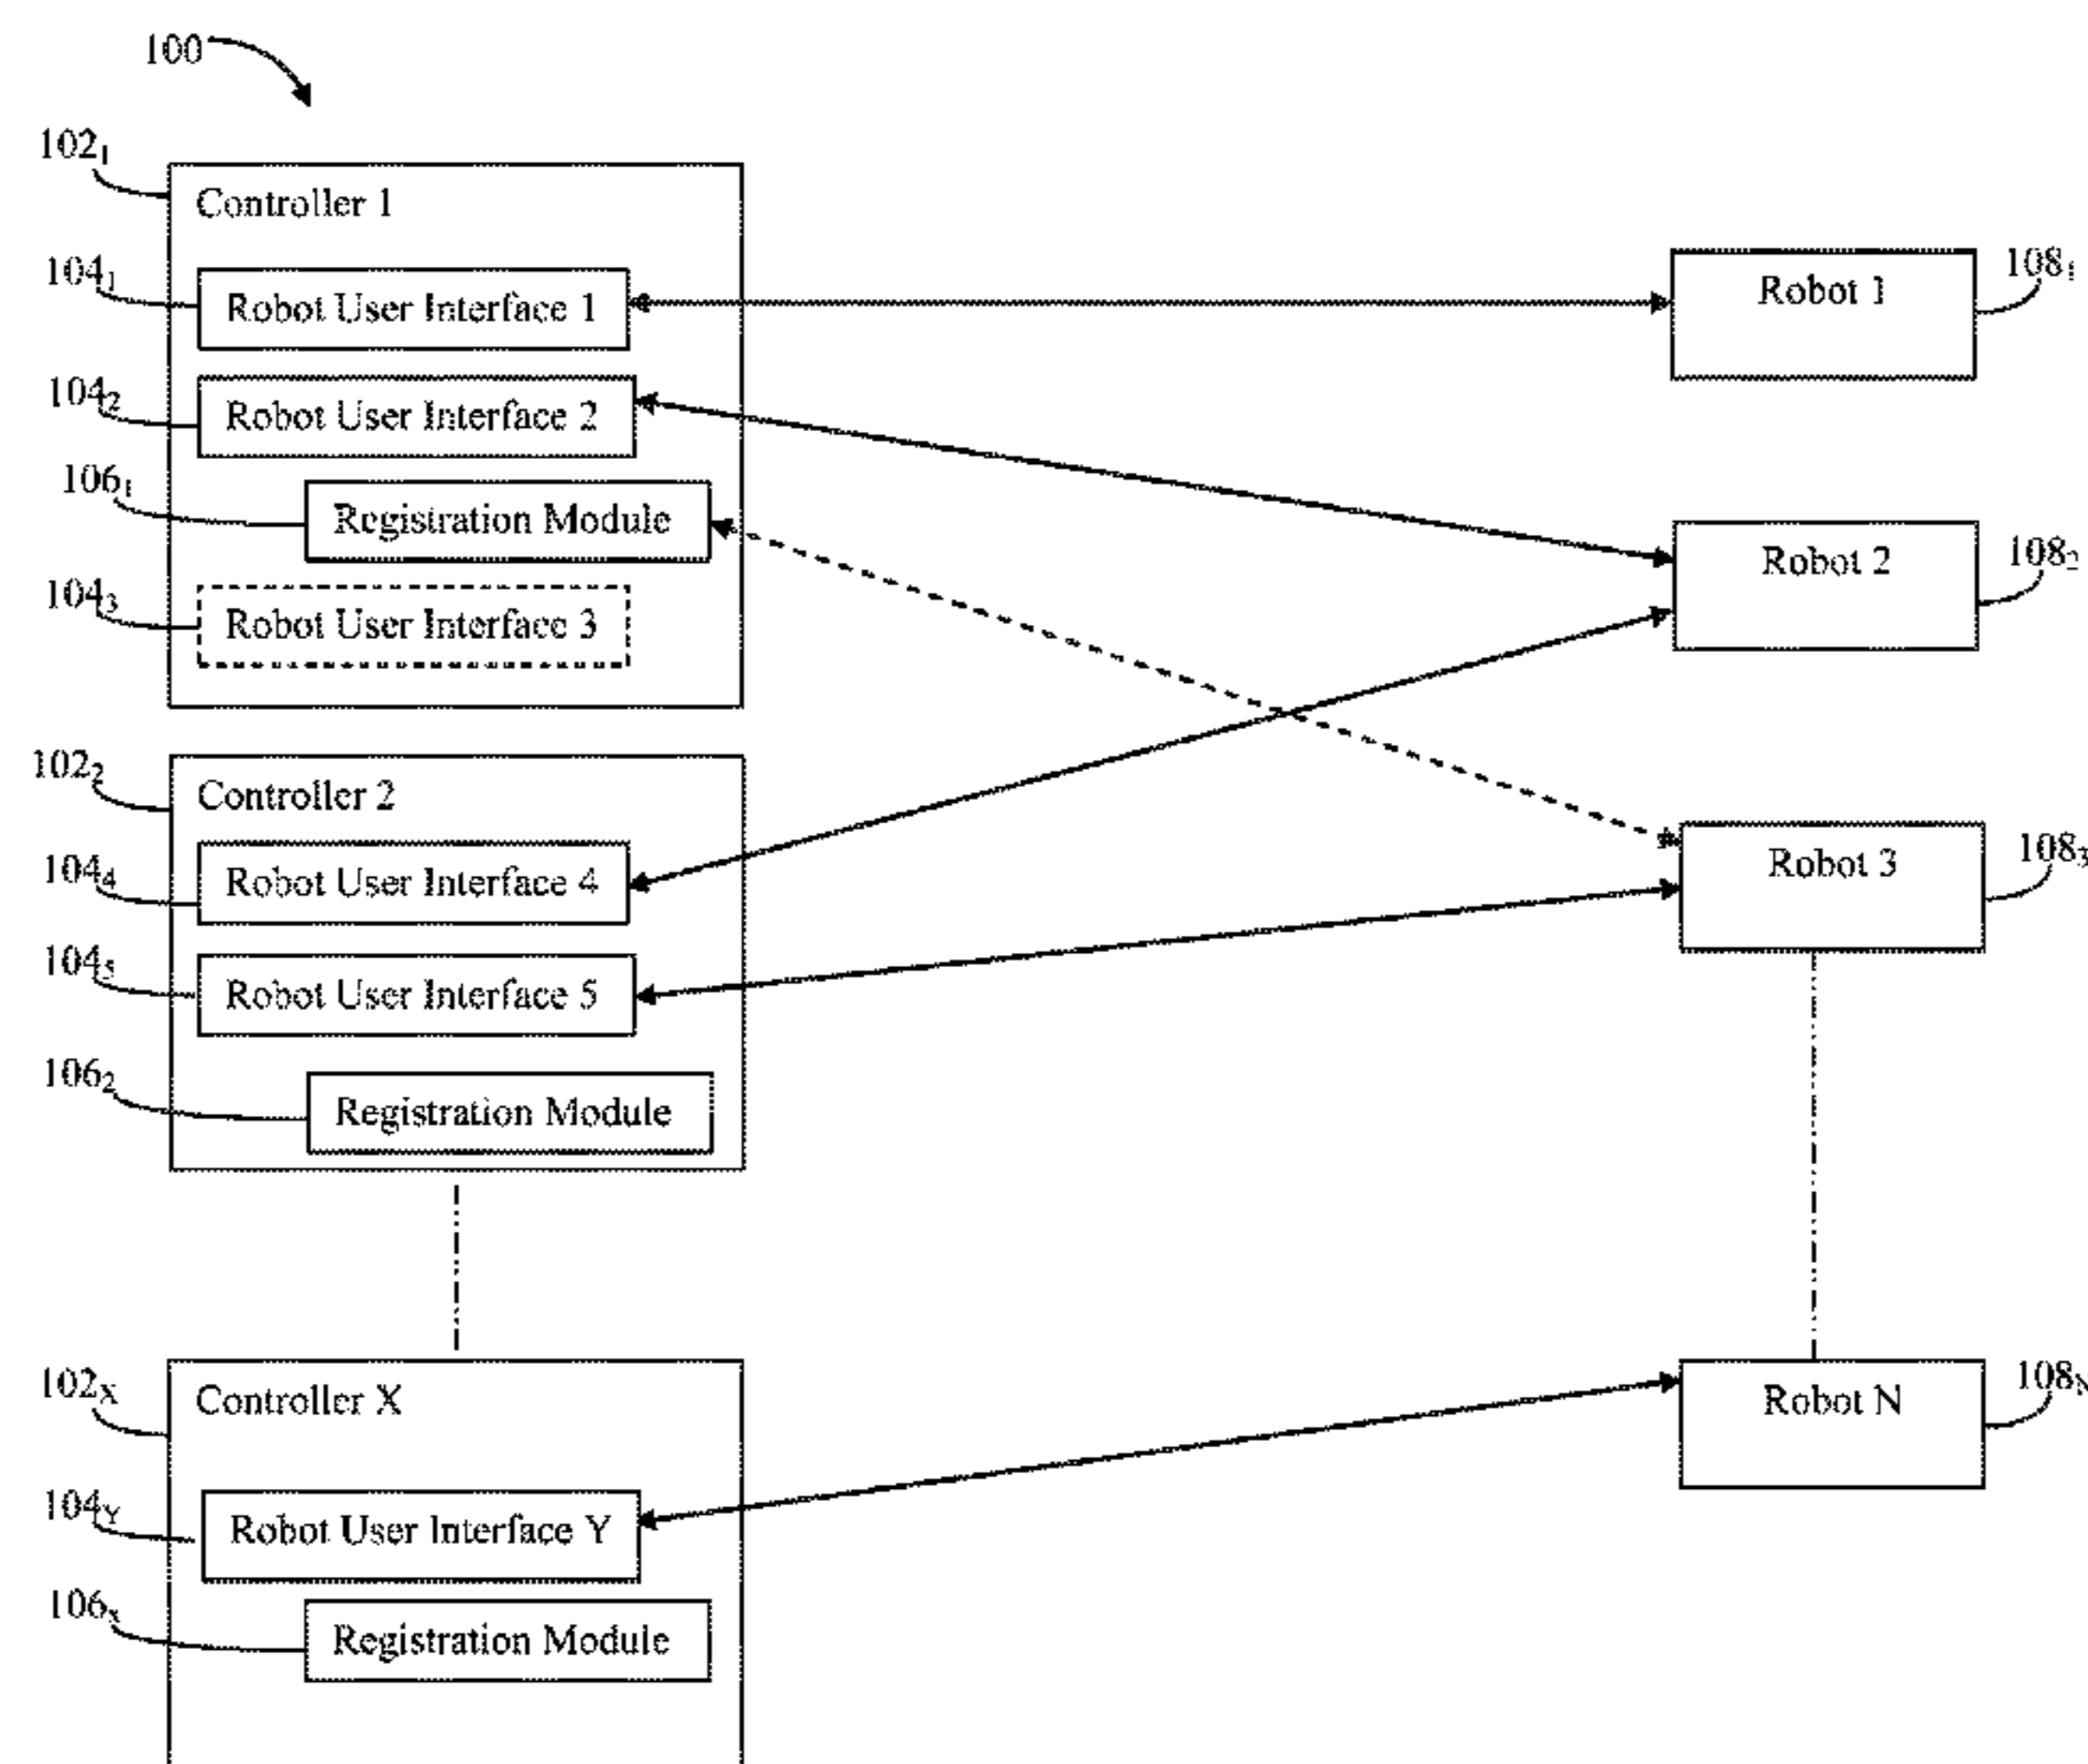 100
102₁
Controller 1
104₁
Robot User Interface 1
Robot 1
108₁
104₂
Robot User Interface 2
106₁
Registration Module
Robot 2
108₂
104₃
Robot User Interface 3
102₂
Controller 2
104₄
Robot User Interface 4
Robot 3
108₃
104₅
Robot User Interface 5
106₂
Registration Module
102ₓ
Controller X
Robot N
108ₙ
104Y
Robot User Interface Y
106ₓ
Registration Module